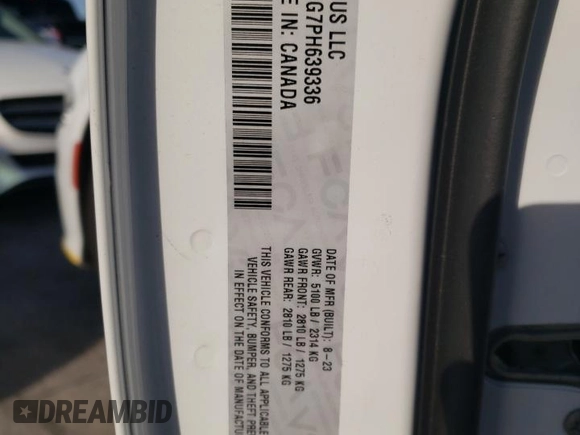 US LLC
G7PH639336
E IN: CANADA
DATE OF MFR (BUILT): 8-23
GVWR: 5100 LB / 2314 KG
GAWR FRONT: 2810 LB / 1275 KG
GAWR REAR: 2810 LB / 1275 KG
THIS VEHICLE CONFORMS TO ALL APPLICABLE
VEHICLE SAFETY, BUMPER, AND THEFT PRE
IN EFFECT ON THE DATE OF MANUFACTU
DREAMBID